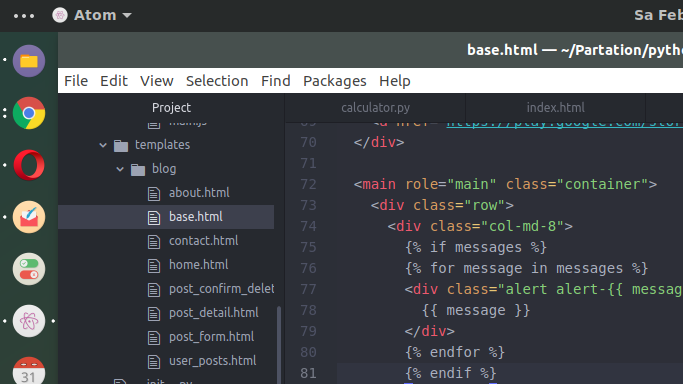 Atom
Sa Feb
base.html — ~/Partation/pyth
File Edit View Selection Find Packages Help
Project
calculator.py
index.html
main.js
templates
blog
about.html
base.html
contact.html
home.html
post_confirm_delet
post_detail.html
post_form.html
user_posts.html
31
69 <a href="https://play.google.com/stor
70 </div>
71
72 <main role="main" class="container">
73 <div class="row">
74 <div class="col-md-8">
75 {% if messages %}
76 {% for message in messages %}
77 <div class="alert alert-{{ messag
78 {{ message }}
79 </div>
80 {% endfor %}
81 {% endif %}